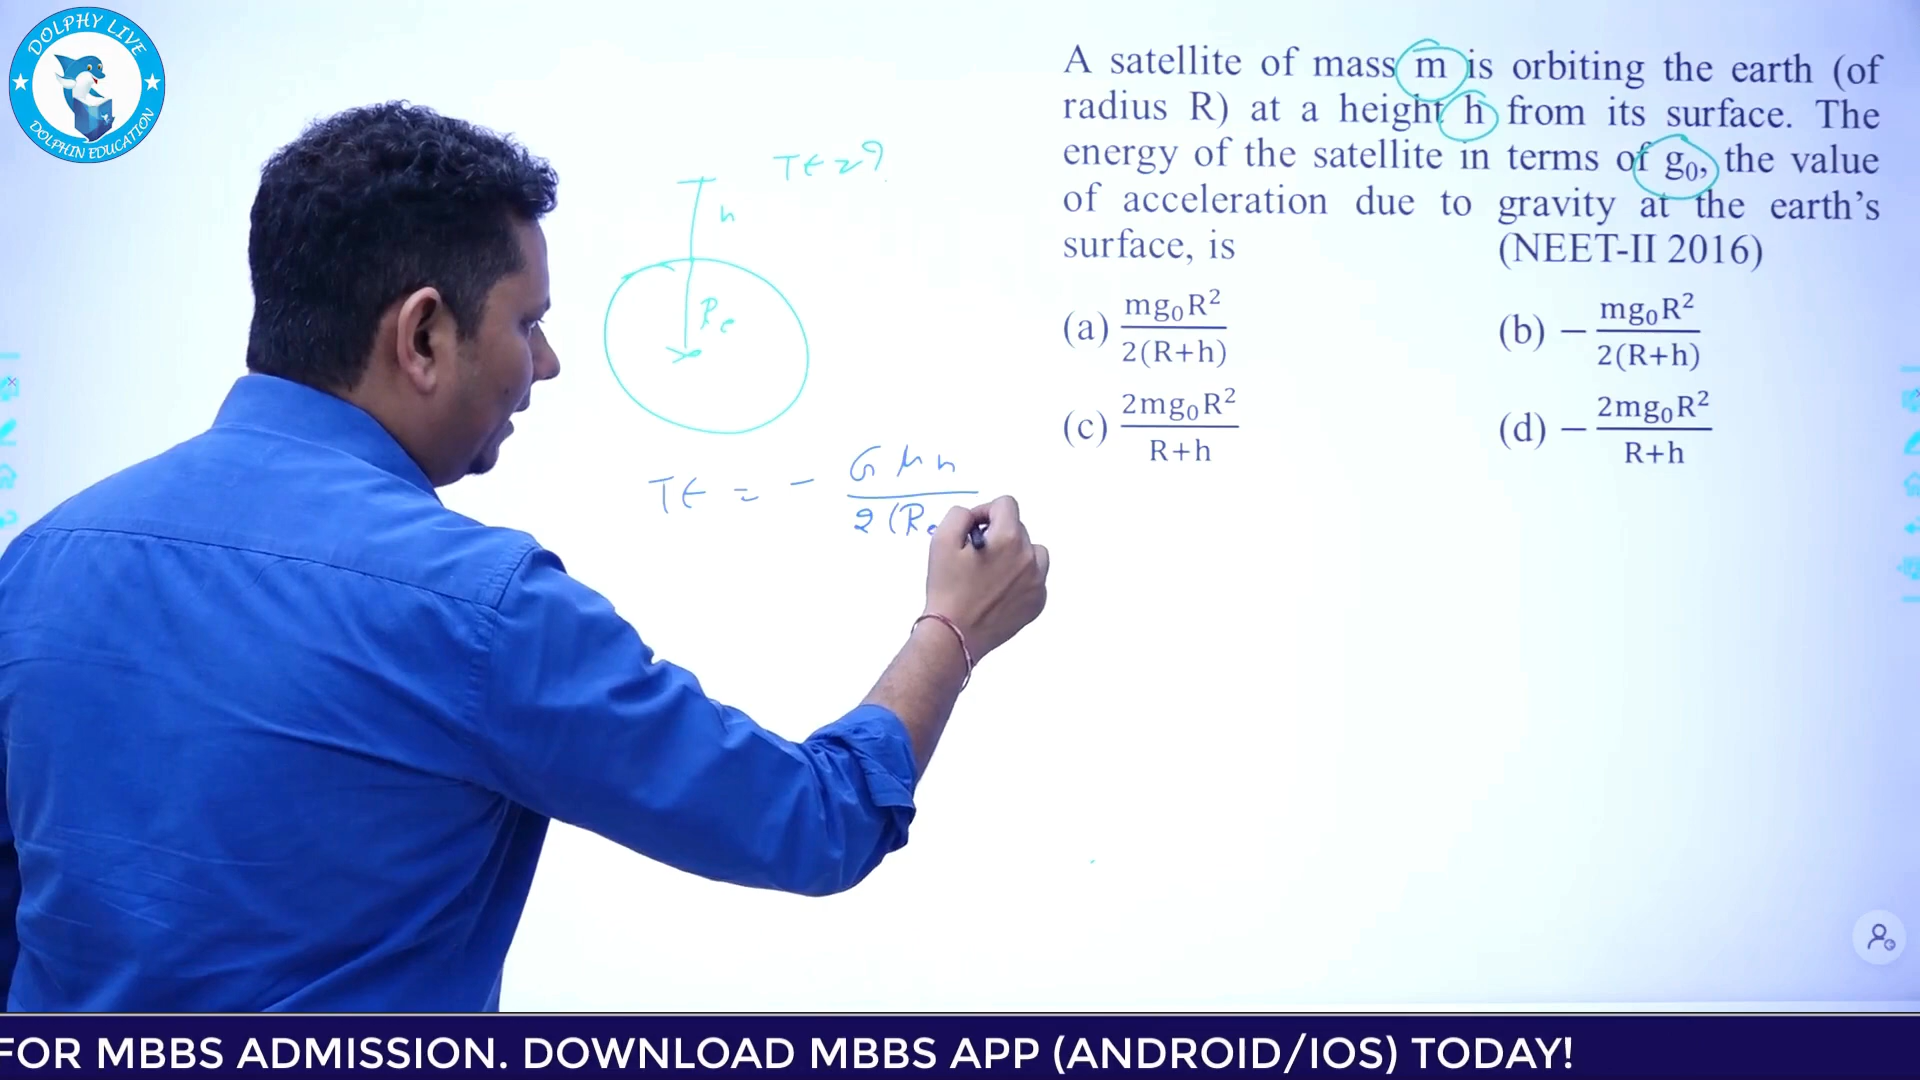 DOLPHY LIVE
DOLPHIN EDUCATION
A satellite of mass m is orbiting the earth (of
radius R) at a height h from its surface. The
energy of the satellite in terms of g₀, the value
of acceleration due to gravity at the earth’s
surface, is (NEET-II 2016)
(a) mg₀R² / 2(R+h) (b) − mg₀R² / 2(R+h)
(c) 2mg₀R² / R+h (d) − 2mg₀R² / R+h
TE = ?
h
Re
TE = − GMm / 2(Re
FOR MBBS ADMISSION. DOWNLOAD MBBS APP (ANDROID/IOS) TODAY!